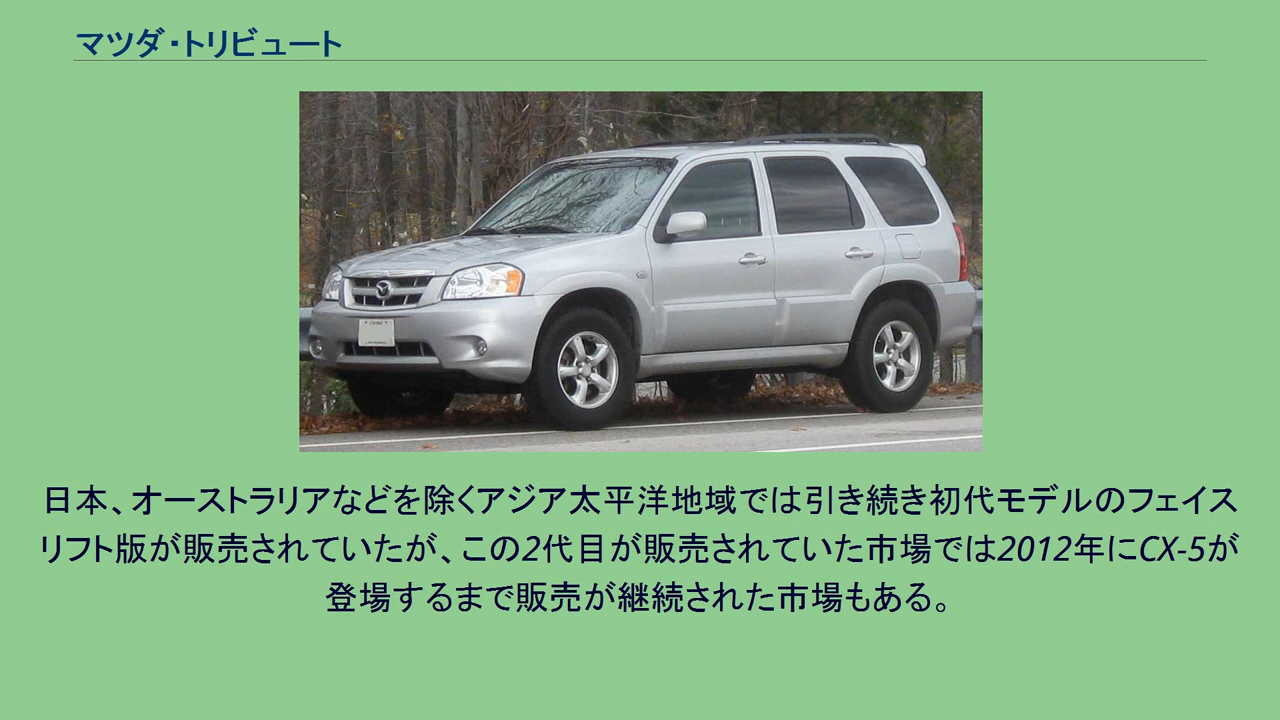 マツダ・トリビュート
日本、オーストラリアなどを除くアジア太平洋地域では引き続き初代モデルのフェイス
リフト版が販売されていたが、この2代目が販売されていた市場では2012年にCX-5が
登場するまで販売が継続された市場もある。